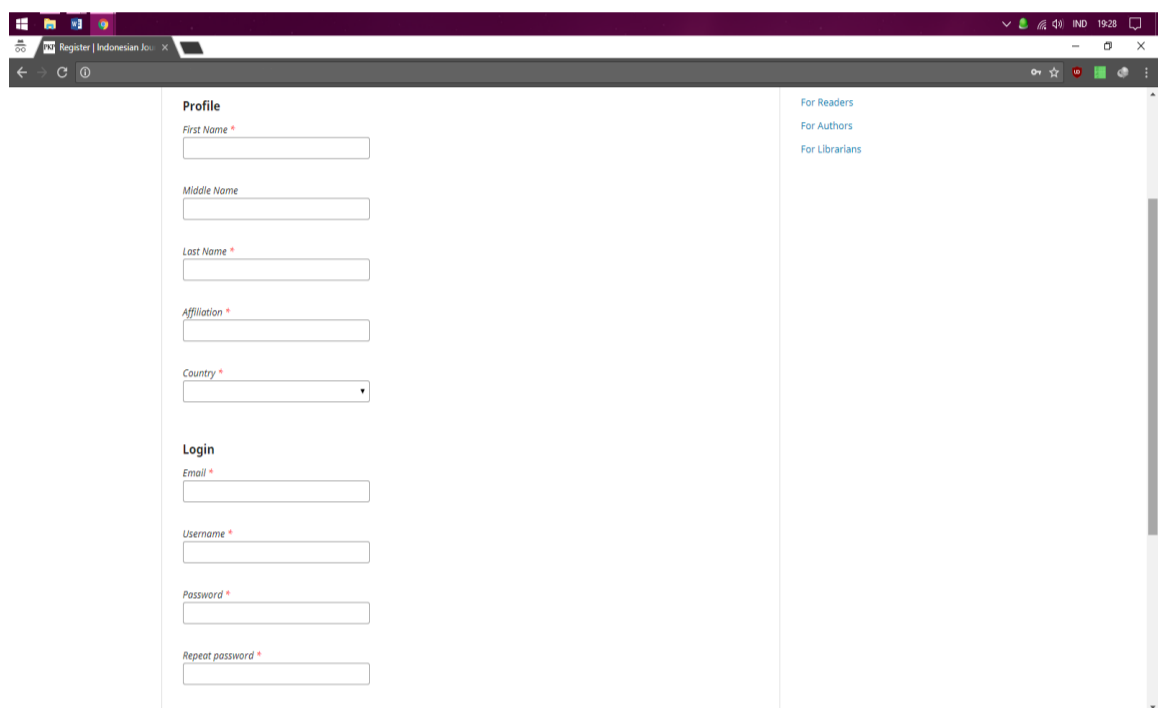 IND 19:28
PKP Register | Indonesian Jou
Profile
For Readers
First Name *
For Authors
For Librarians
Middle Name
Last Name *
Affiliation *
Country *
Login
Email *
Username *
Password *
Repeat password *